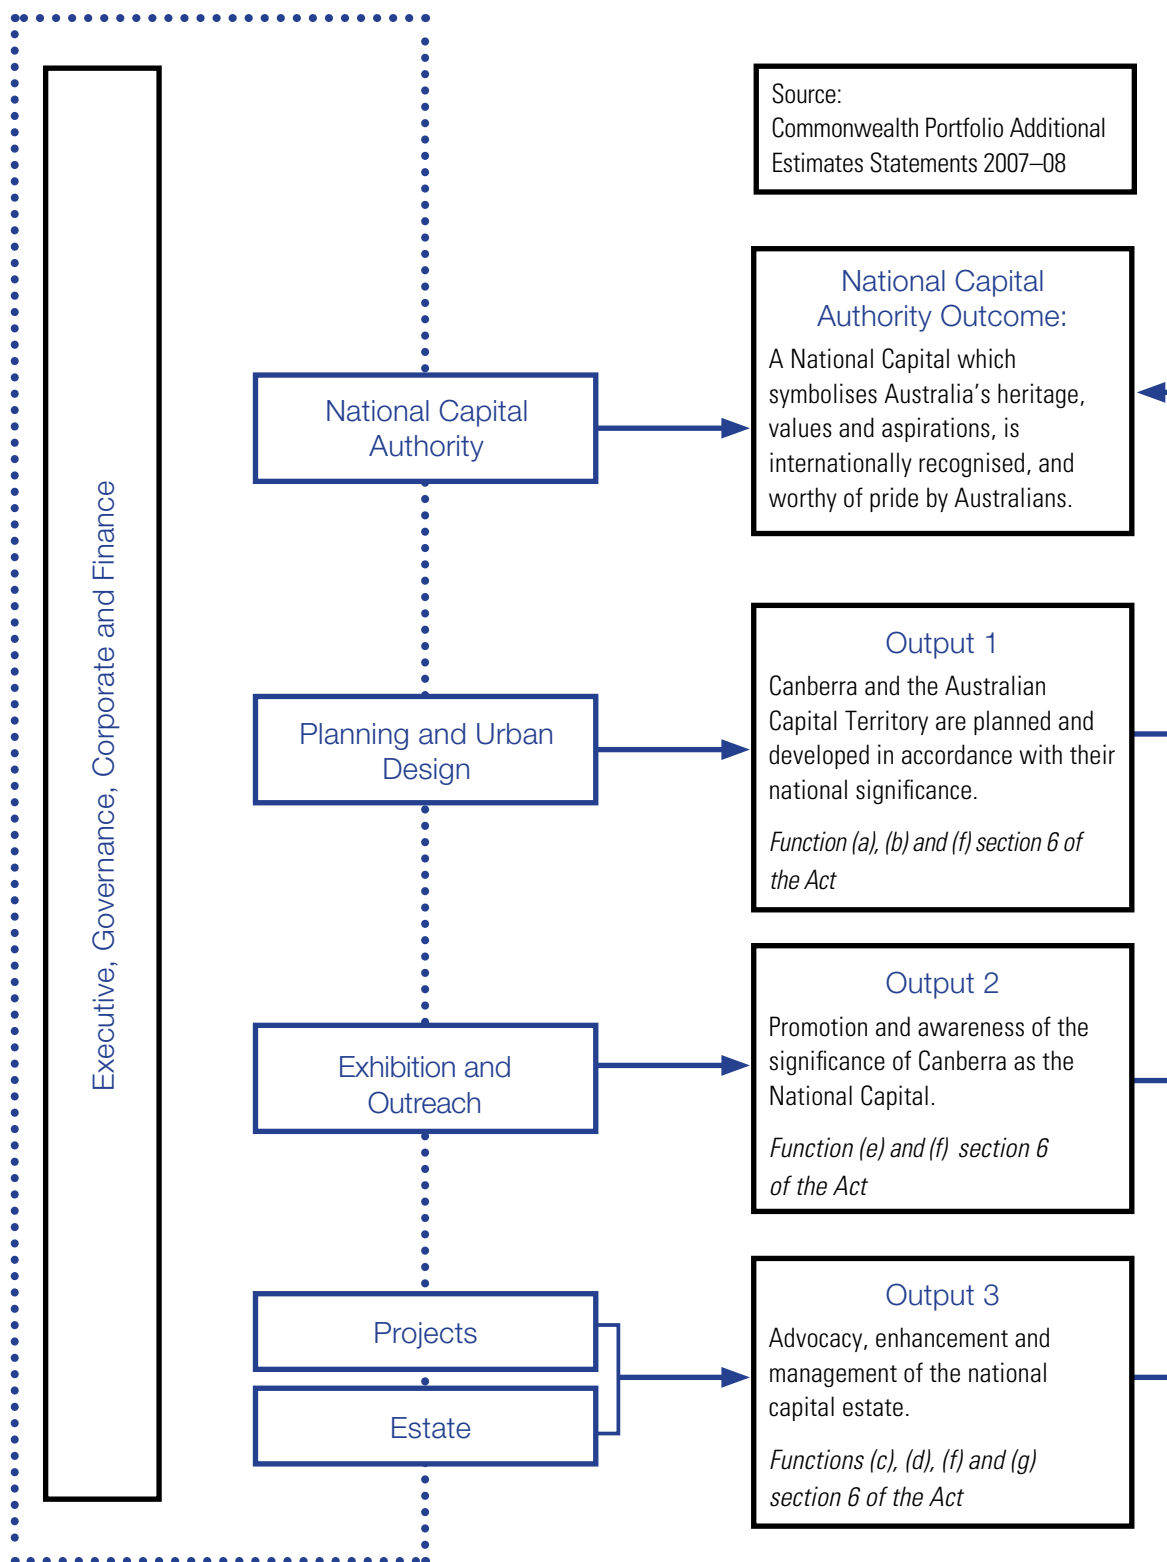 Executive, Governance, Corporate and Finance
Source:
Commonwealth Portfolio Additional
Estimates Statements 2007–08
National Capital
Authority
National Capital
Authority Outcome:
A National Capital which
symbolises Australia’s heritage,
values and aspirations, is
internationally recognised, and
worthy of pride by Australians.
Planning and Urban
Design
Output 1
Canberra and the Australian
Capital Territory are planned and
developed in accordance with their
national significance.
Function (a), (b) and (f) section 6 of
the Act
Exhibition and
Outreach
Output 2
Promotion and awareness of the
significance of Canberra as the
National Capital.
Function (e) and (f) section 6
of the Act
Projects
Estate
Output 3
Advocacy, enhancement and
management of the national
capital estate.
Functions (c), (d), (f) and (g)
section 6 of the Act